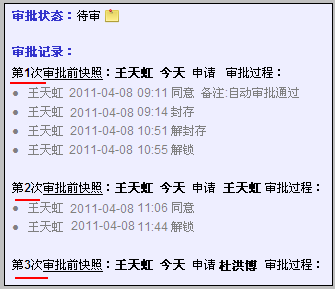 审批状态：待审
审批记录：
第1次审批前快照：王天虹 今天 申请 审批过程：
● 王天虹 2011-04-08 09:11 同意 备注:自动审批通过
● 王天虹 2011-04-08 09:14 封存
● 王天虹 2011-04-08 10:51 解封存
● 王天虹 2011-04-08 10:55 解锁
第2次审批前快照：王天虹 今天 申请 王天虹 审批过程：
● 王天虹 2011-04-08 11:06 同意
● 王天虹 2011-04-08 11:44 解锁
第3次审批前快照：王天虹 今天 申请 杜洪博 审批过程：